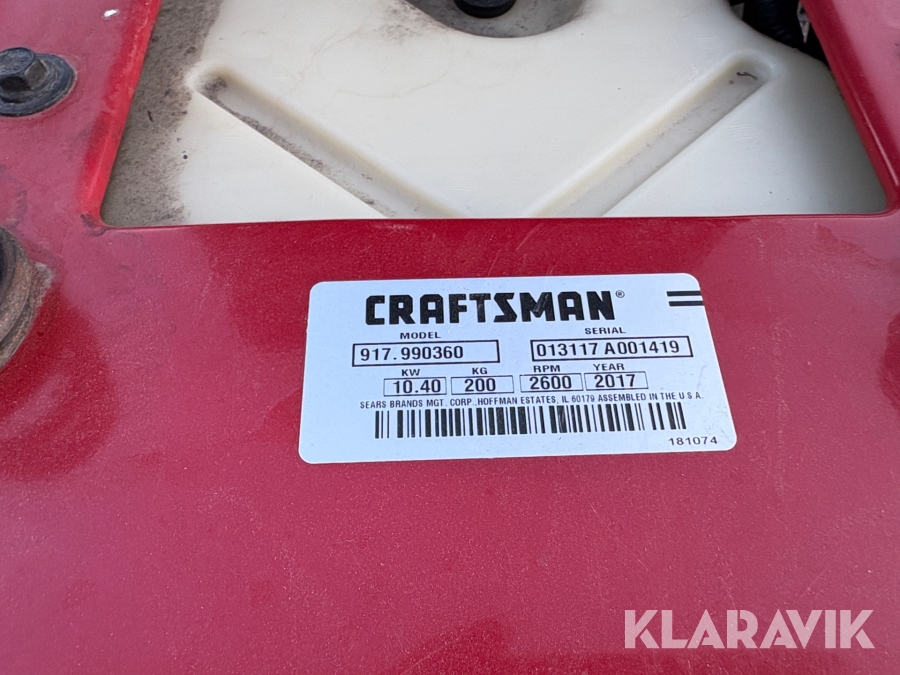 CRAFTSMAN®
MODEL SERIAL
917.990360 013117 A001419
KW KG RPM YEAR
10.40 200 2600 2017
SEARS BRANDS MGT. CORP., HOFFMAN ESTATES, IL 60179 ASSEMBLED IN THE U.S.A.
181074
KLARAVIK